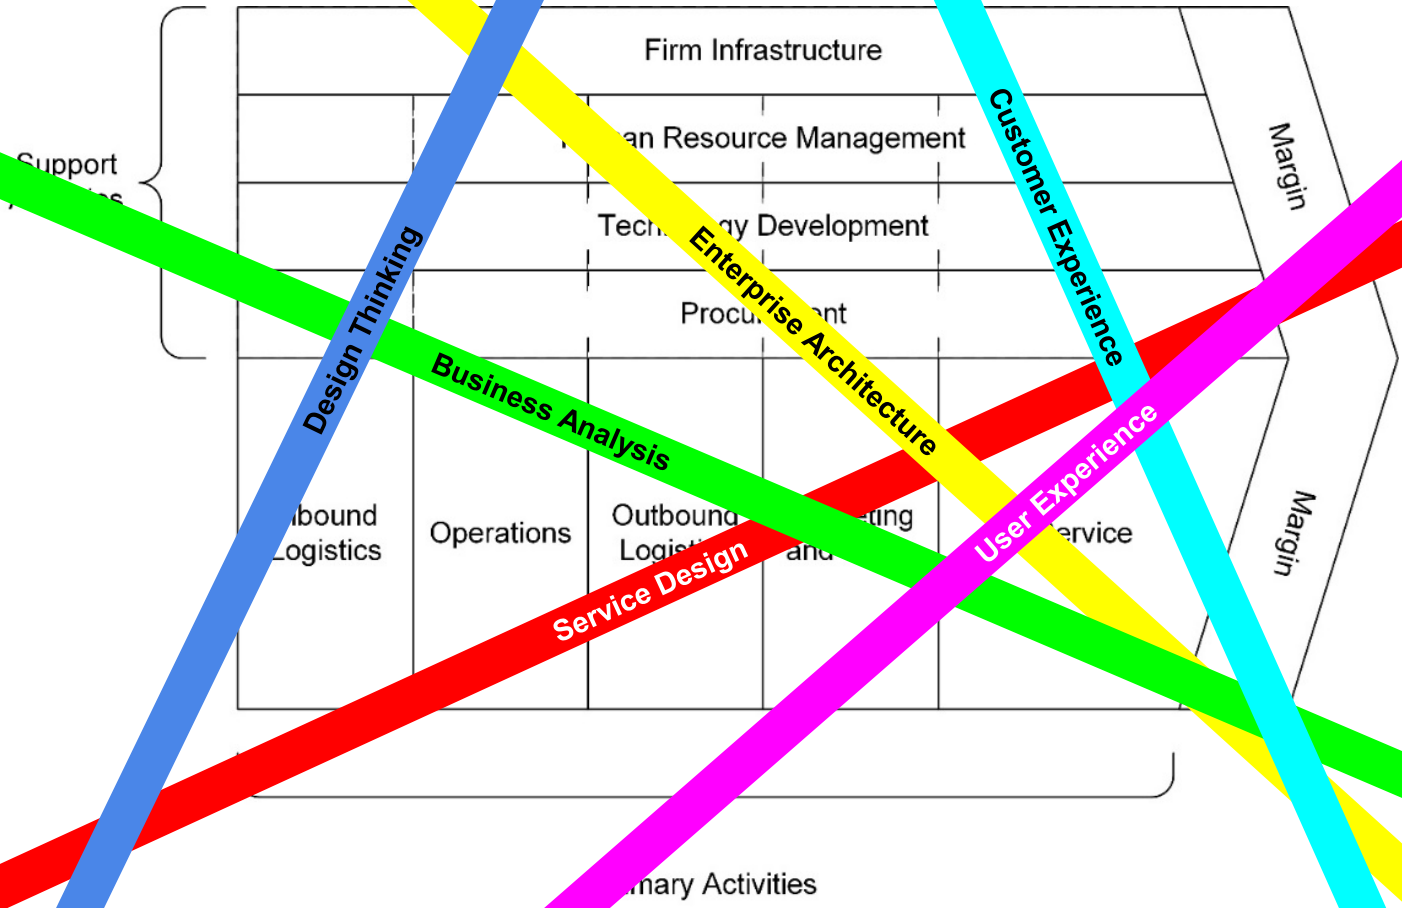 Firm Infrastructure
Resource Management
Support
Development
Margin
Customer Experience
Design Thinking
Enterprise Architecture
Business Analysis
User Experience
Operations
Outbound
Logistics
and
Service Design
Margin
Activities